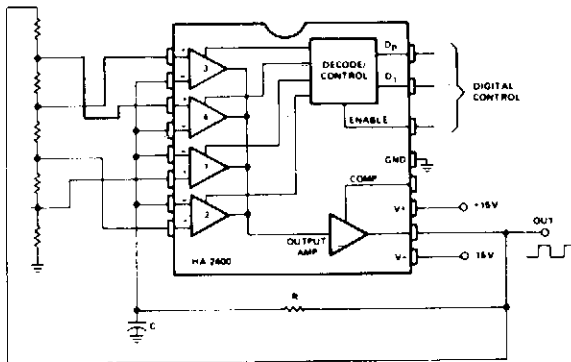 +
-
3
+
-
4
-
+
1
-
+
2
DECODE/
CONTROL
D₀
D₁
ENABLE
DIGITAL
CONTROL
GND
COMP
V+
+15V
OUTPUT
AMP
OUT
V-
15V
HA 2400
R
C